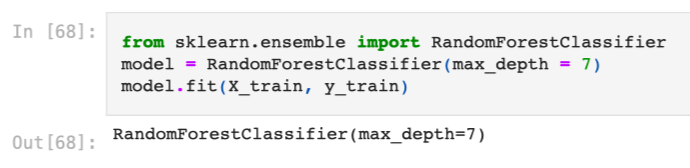 In [68]:
from sklearn.ensemble import RandomForestClassifier
model = RandomForestClassifier(max_depth = 7)
model.fit(X_train, y_train)
Out[68]:
RandomForestClassifier(max_depth=7)